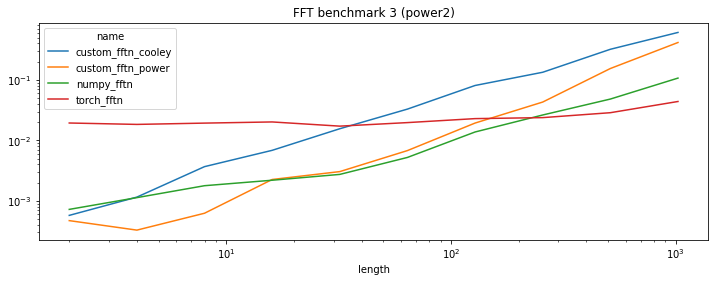 FFT benchmark 3 (power2)
name
custom_fftn_cooley
custom_fftn_power
numpy_fftn
torch_fftn
10⁻¹
10⁻²
10⁻³
10¹
10²
10³
length